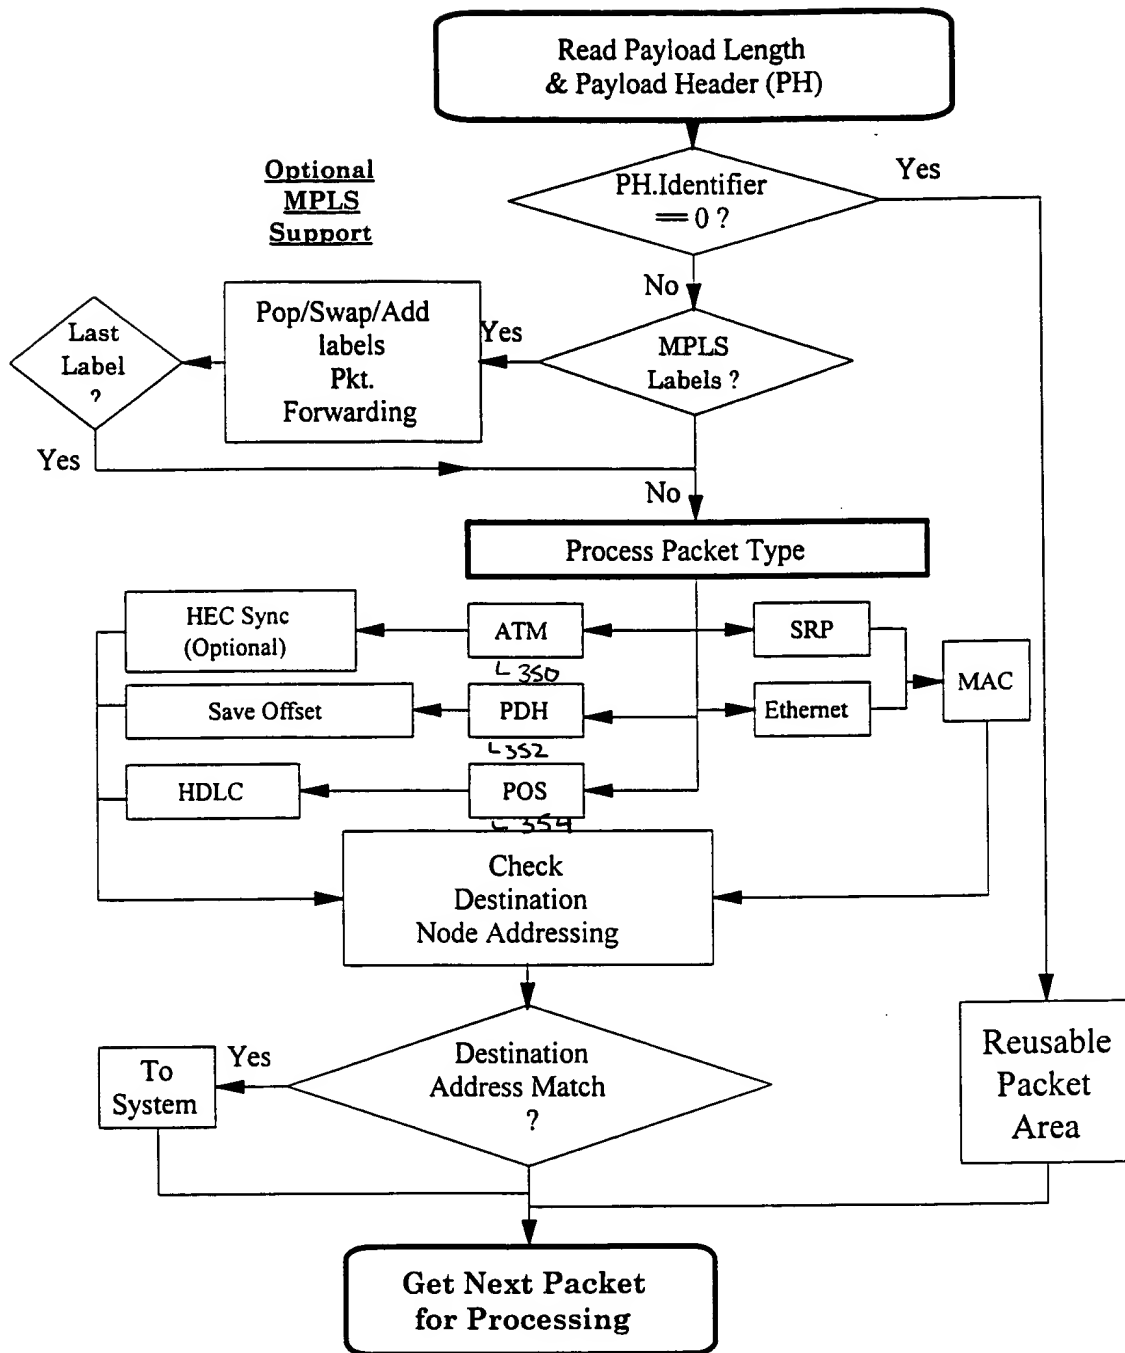 Read Payload Length
& Payload Header (PH)
Optional
MPLS
Support
PH.Identifier
== 0 ?
Yes
No
Last
Label
?
Pop/Swap/Add
labels
Pkt.
Forwarding
Yes
MPLS
Labels ?
Yes
No
Process Packet Type
HEC Sync
(Optional)
ATM
350
SRP
MAC
Save Offset
PDH
352
Ethernet
HDLC
POS
354
Check
Destination
Node Addressing
To
System
Yes
Destination
Address Match
?
Reusable
Packet
Area
Get Next Packet
for Processing